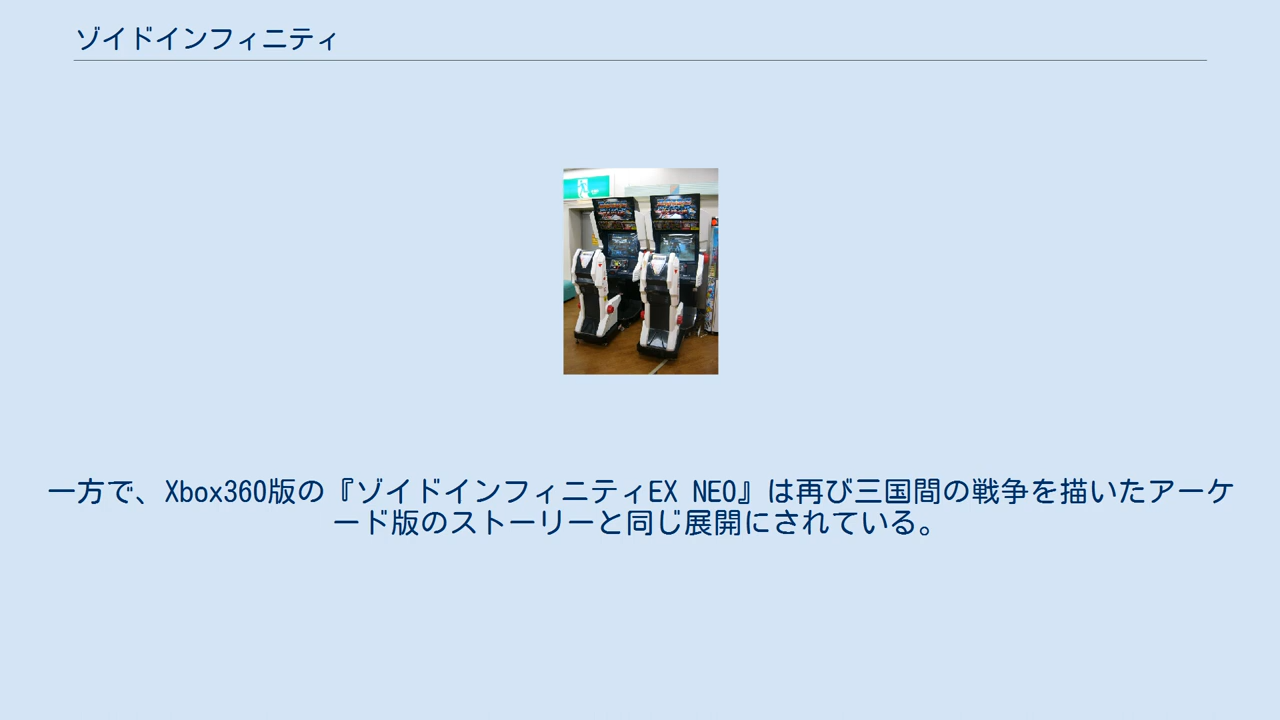 ゾイドインフィニティ
一方で、Xbox360版の『ゾイドインフィニティEX NEO』は再び三国間の戦争を描いたアーケ
ード版のストーリーと同じ展開にされている。